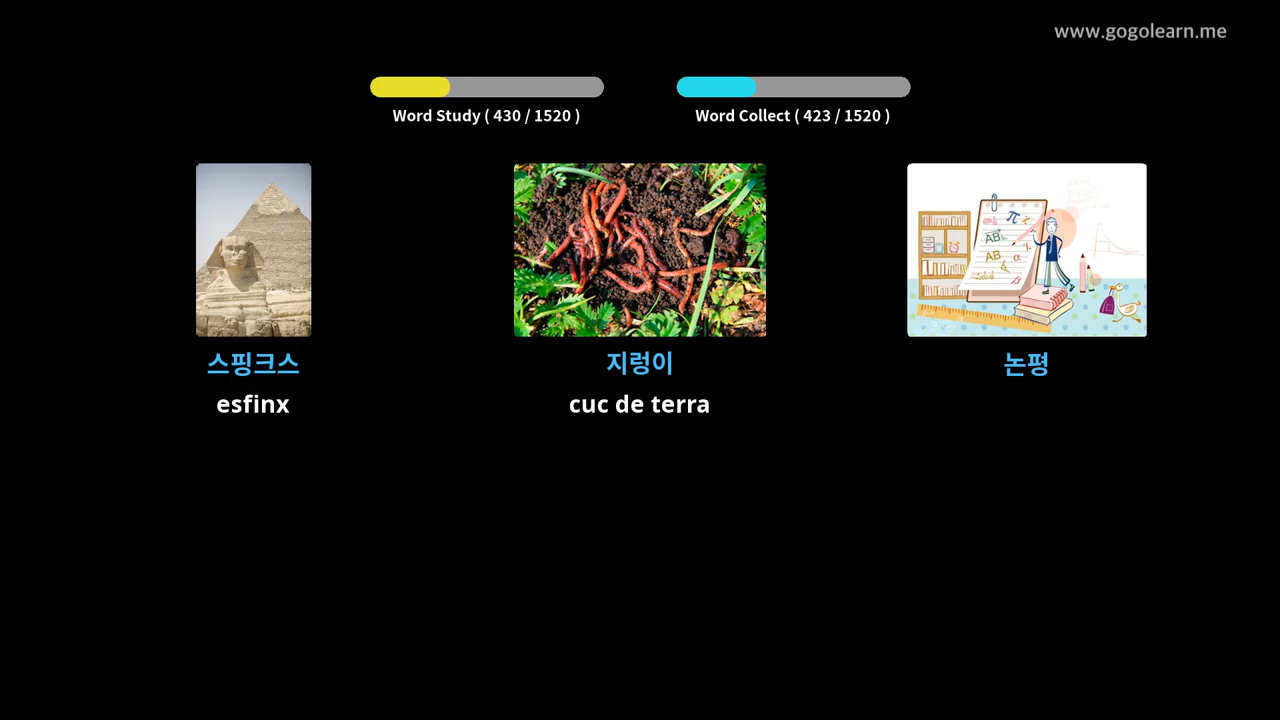 www.gogolearn.me
Word Study ( 430 / 1520 )
Word Collect ( 423 / 1520 )
스핑크스
지렁이
논평
esfinx
cuc de terra